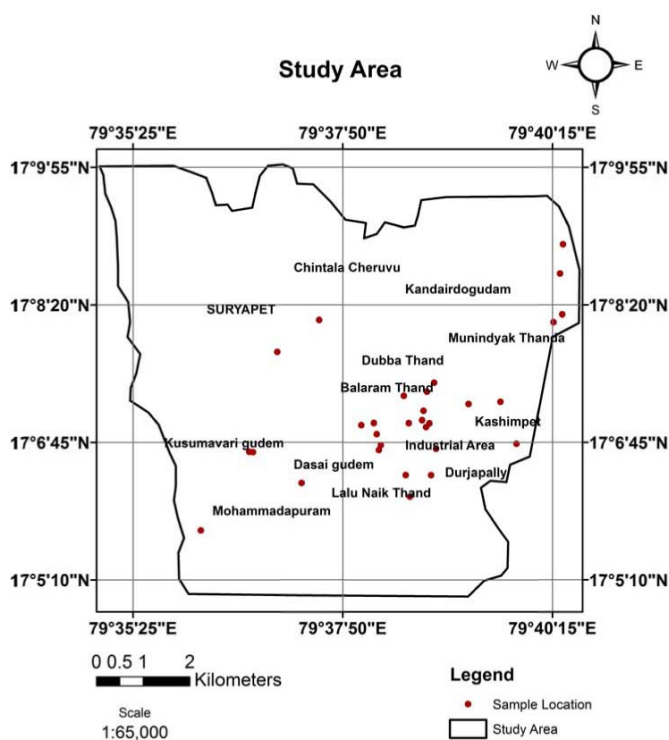 N
W E
S
Study Area
79°35'25"E 79°37'50"E 79°40'15"E
17°9'55"N 17°9'55"N
Chintala Cheruvu
Kandairdogudam
17°8'20"N 17°8'20"N
SURYAPET
Munindyak Thanda
Dubba Thand
Balaram Thand
Kashimpet
17°6'45"N 17°6'45"N
Kusumavari gudem
Industrial Area
Dasai gudem
Durjapally
Lalu Naik Thand
Mohammadapuram
17°5'10"N 17°5'10"N
79°35'25"E 79°37'50"E 79°40'15"E
0 0.5 1 2
Kilometers
Scale
1:65,000
Legend
Sample Location
Study Area